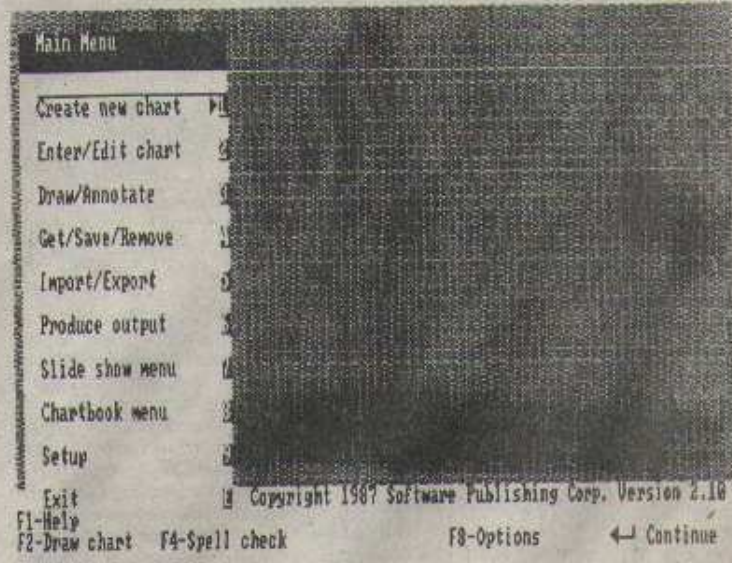 Main Menu
Create new chart
Enter/Edit chart
Draw/Annotate
Get/Save/Remove
Import/Export
Produce output
Slide show menu
Chartbook menu
Setup
Exit
Copyright 1987 Software Publishing Corp. Version 2.10
F1-Help
F2-Draw chart F4-Spell check F8-Options Continue